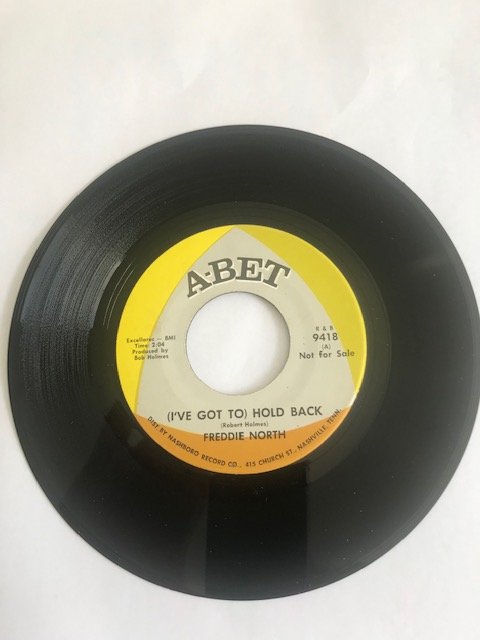 A-BET
Excellorec — BMI
Time 2:04
Produced by
Bob Holmes
R & B
9418
(A)
Not for Sale
(I'VE GOT TO) HOLD BACK
(Robert Holmes)
FREDDIE NORTH
DIST. BY NASHBORO RECORD CO., 415 CHURCH ST., NASHVILLE, TENN.